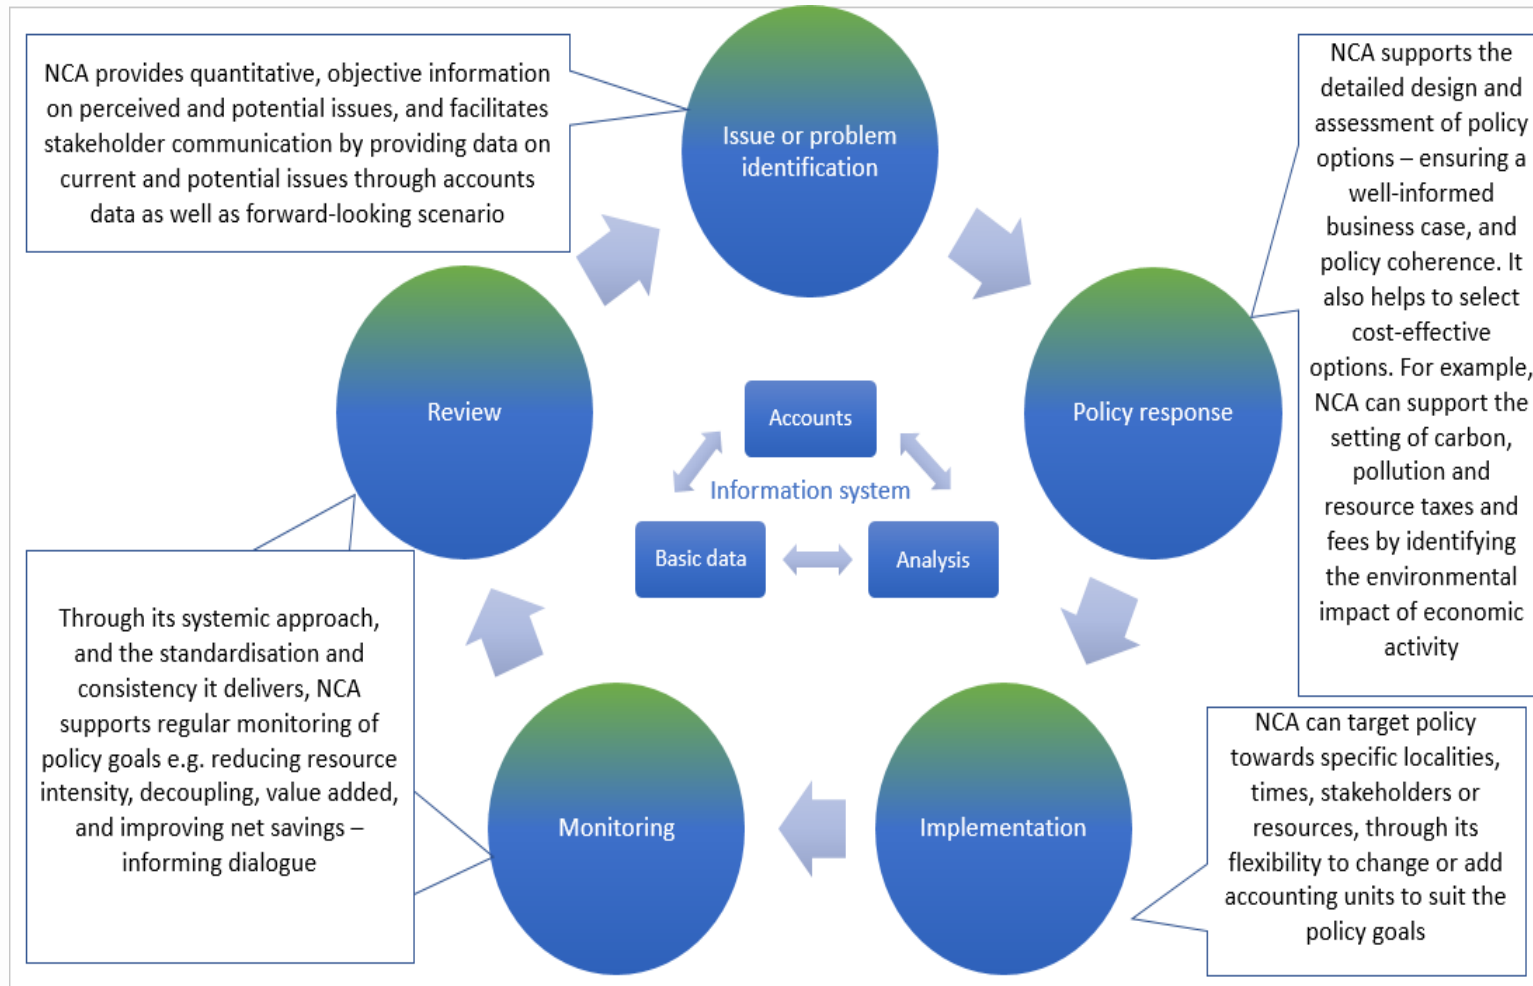 NCA provides quantitative, objective information
on perceived and potential issues, and facilitates
stakeholder communication by providing data on
current and potential issues through accounts
data as well as forward-looking scenario
Issue or problem
identification
NCA supports the
detailed design and
assessment of policy
options – ensuring a
well-informed
business case, and
policy coherence. It
also helps to select
cost-effective
options. For example,
NCA can support the
setting of carbon,
pollution and
resource taxes and
fees by identifying
the environmental
impact of economic
activity
Review
Policy response
Accounts
Information system
Basic data
Analysis
Through its systemic approach,
and the standardisation and
consistency it delivers, NCA
supports regular monitoring of
policy goals e.g. reducing resource
intensity, decoupling, value added,
and improving net savings –
informing dialogue
Monitoring
Implementation
NCA can target policy
towards specific localities,
times, stakeholders or
resources, through its
flexibility to change or add
accounting units to suit the
policy goals